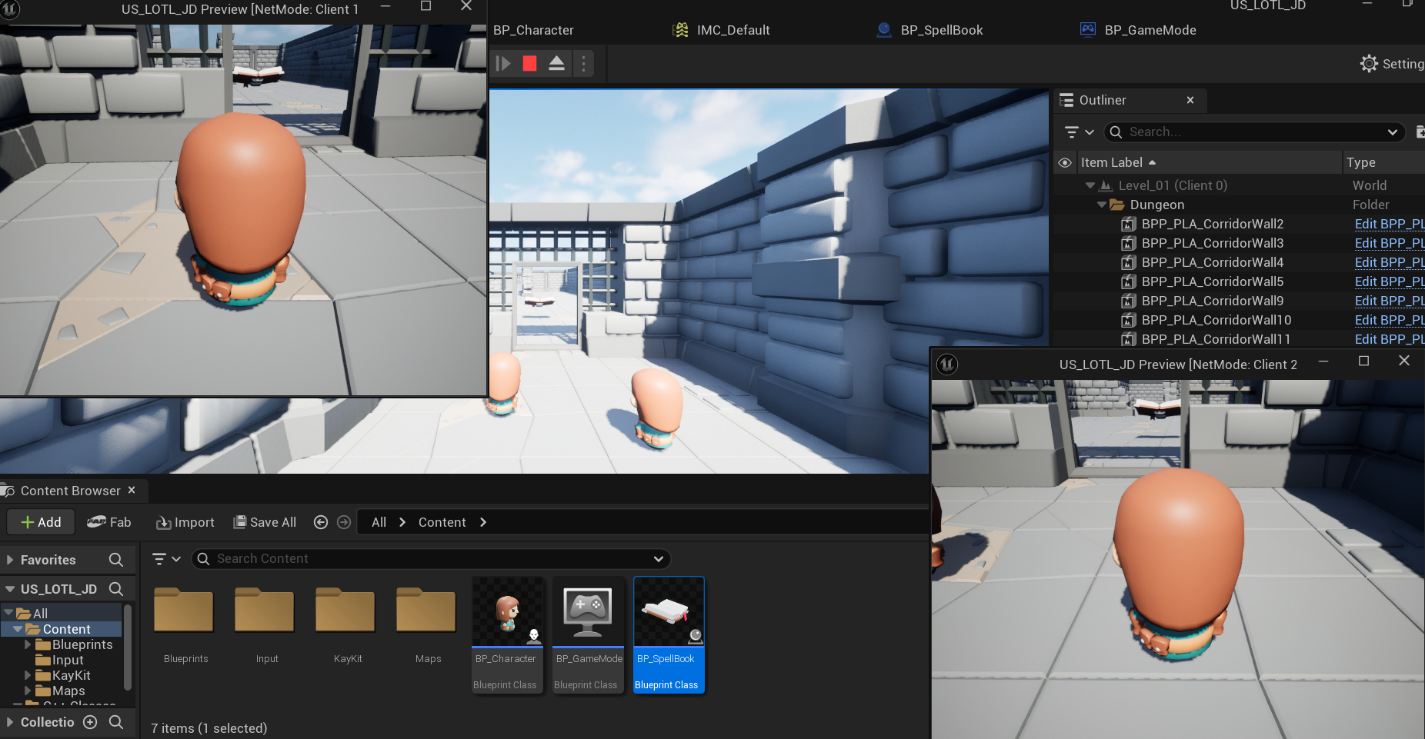 US_LOTL_JD Preview [NetMode: Client 1
US_LOTL_JD
BP_Character
IMC_Default
BP_SpellBook
BP_GameMode
Setting
Outliner
Search...
Item Label
Type
Level_01 (Client 0)
World
Dungeon
Folder
BPP_PLA_CorridorWall2
Edit BPP_PL
BPP_PLA_CorridorWall3
Edit BPP_PL
BPP_PLA_CorridorWall4
Edit BPP_PL
BPP_PLA_CorridorWall5
Edit BPP_PL
BPP_PLA_CorridorWall9
Edit BPP_PL
BPP_PLA_CorridorWall10
Edit BPP_PL
BPP_PLA_CorridorWall11
Edit BPP_PL
US_LOTL_JD Preview [NetMode: Client 2
Content Browser
Add
Fab
Import
Save All
All
Content
Favorites
Search Content
US_LOTL_JD
All
Content
Blueprints
Input
KayKit
Maps
C++ Classes
Collectio
Blueprints
Input
KayKit
Maps
BP_Character
Blueprint Class
BP_GameMode
Blueprint Class
BP_SpellBook
Blueprint Class
7 items (1 selected)